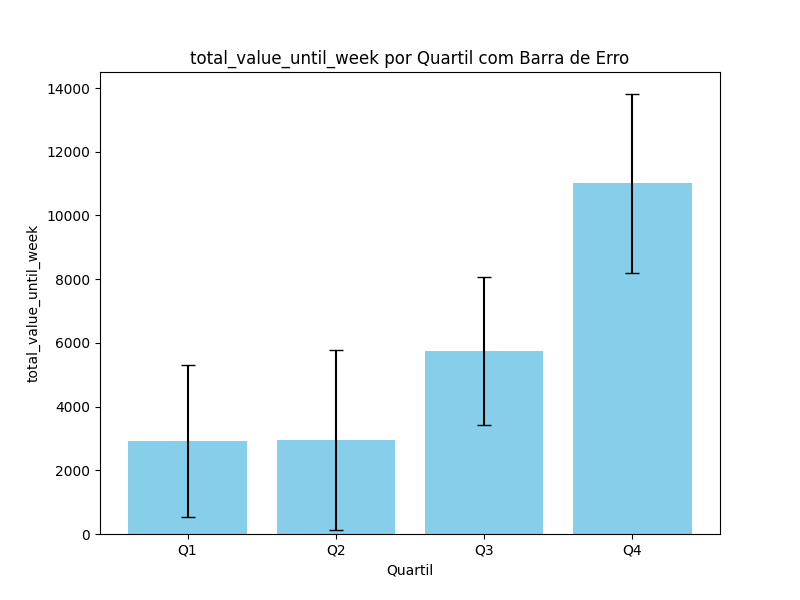 total_value_until_week por Quartil com Barra de Erro
total_value_until_week
14000
12000
10000
8000
6000
4000
2000
0
Q1 Q2 Q3 Q4
Quartil